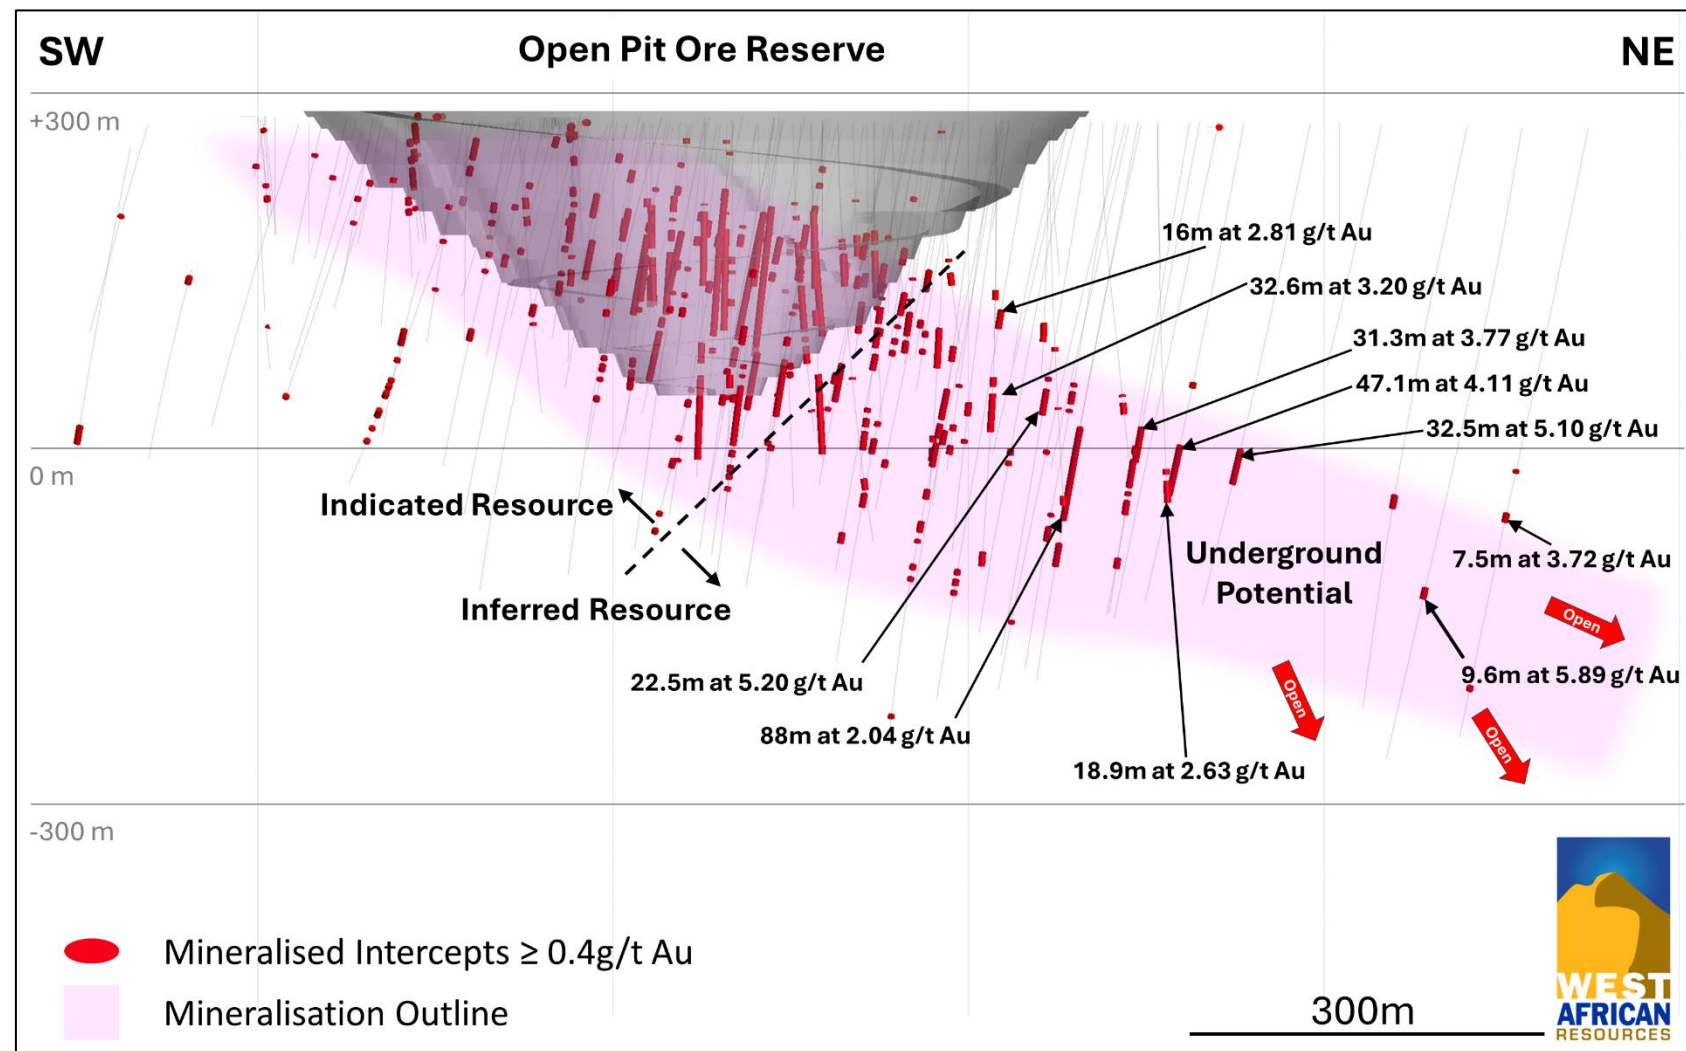 SW
Open Pit Ore Reserve
NE
+300 m
16m at 2.81 g/t Au
32.6m at 3.20 g/t Au
31.3m at 3.77 g/t Au
47.1m at 4.11 g/t Au
32.5m at 5.10 g/t Au
0 m
Indicated Resource
Inferred Resource
Underground
Potential
7.5m at 3.72 g/t Au
Open
9.6m at 5.89 g/t Au
Open
Open
22.5m at 5.20 g/t Au
88m at 2.04 g/t Au
18.9m at 2.63 g/t Au
-300 m
Mineralised Intercepts ≥ 0.4g/t Au
Mineralisation Outline
300m
WEST
AFRICAN
RESOURCES